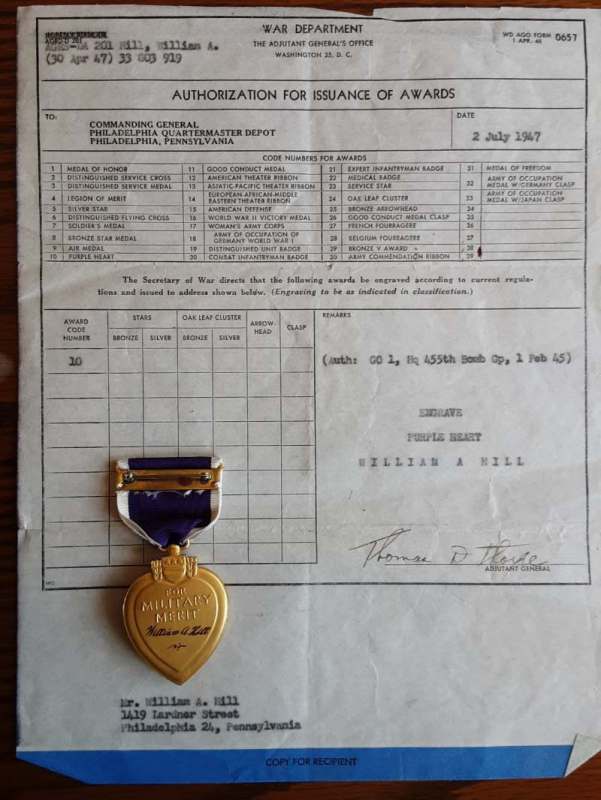 WAR DEPARTMENT
THE ADJUTANT GENERAL'S OFFICE
WASHINGTON 25, D. C.
WD AGO FORM 0657
1 APR. 46
201 Hill, William A.
(30 Apr 47) 33 803 919
AUTHORIZATION FOR ISSUANCE OF AWARDS
TO:
COMMANDING GENERAL
PHILADELPHIA QUARTERMASTER DEPOT
PHILADELPHIA, PENNSYLVANIA
DATE
2 July 1947
CODE NUMBERS FOR AWARDS
1 MEDAL OF HONOR
2 DISTINGUISHED SERVICE CROSS
3 DISTINGUISHED SERVICE MEDAL
4 LEGION OF MERIT
5 SILVER STAR
6 DISTINGUISHED FLYING CROSS
7 SOLDIER'S MEDAL
8 BRONZE STAR MEDAL
9 AIR MEDAL
10 PURPLE HEART
11 GOOD CONDUCT MEDAL
12 AMERICAN THEATER RIBBON
13 ASIATIC-PACIFIC THEATER RIBBON
14 EUROPEAN-AFRICAN-MIDDLE
EASTERN THEATER RIBBON
15 AMERICAN DEFENSE
16 WORLD WAR II VICTORY MEDAL
17 WOMAN'S ARMY CORPS
18 ARMY OF OCCUPATION OF
GERMANY WORLD WAR I
19 DISTINGUISHED UNIT BADGE
20 COMBAT INFANTRYMAN BADGE
21 EXPERT INFANTRYMAN BADGE
22 MEDICAL BADGE
23 SERVICE STAR
24 OAK LEAF CLUSTER
25 BRONZE ARROWHEAD
26 GOOD CONDUCT MEDAL CLASP
27 FRENCH FOURRAGERE
28 BELGIUM FOURRAGERE
29 BRONZE V AWARD
30 ARMY COMMENDATION RIBBON
31 MEDAL OF FREEDOM
32 ARMY OF OCCUPATION
MEDAL W/GERMANY CLASP
33 ARMY OF OCCUPATION
MEDAL W/JAPAN CLASP
34
35
36
37
38
39
The Secretary of War directs that the following awards be engraved according to current regula-
tions and issued to address shown below. (Engraving to be as indicated in classification.)
AWARD
CODE
NUMBER
STARS
BRONZE
SILVER
OAK LEAF CLUSTER
BRONZE
SILVER
ARROW-
HEAD
CLASP
REMARKS
10
(Auth: GO 1, Hq 455th Bomb Gp, 1 Feb 45)
ENGRAVE
PURPLE HEART
WILLIAM A HILL
Thomas D
ADJUTANT GENERAL
FOR
MILITARY
MERIT
William A. Hill
Mr. William A. Hill
1419 Lardner Street
Philadelphia 24, Pennsylvania
COPY FOR RECIPIENT